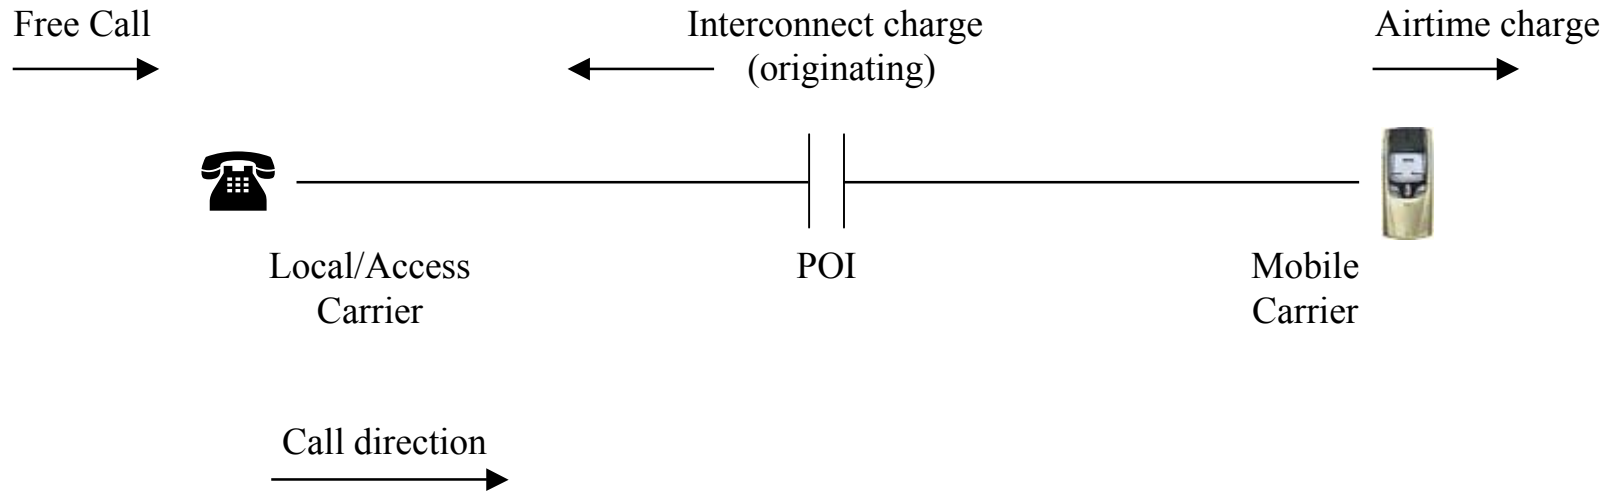 Free Call
Interconnect charge
(originating)
Airtime charge
Local/Access
Carrier
POI
Mobile
Carrier
Call direction